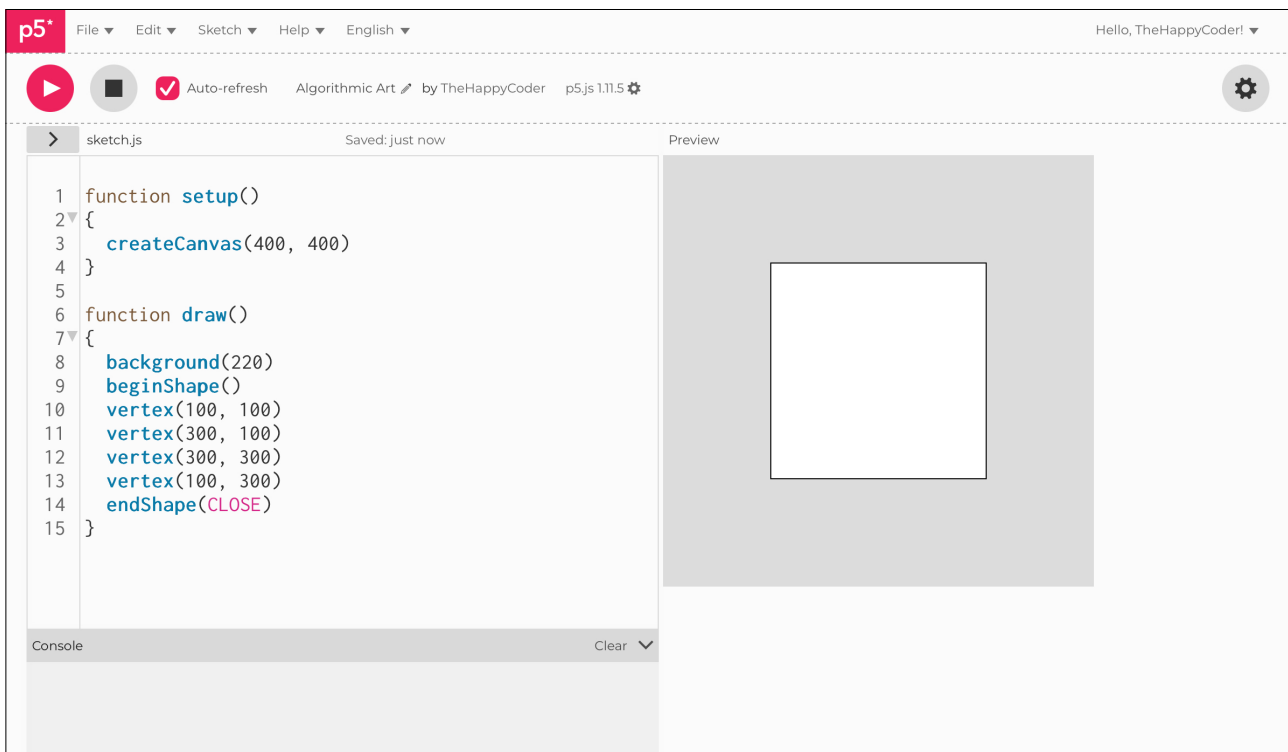 p5* File Edit Sketch Help English Hello, TheHappyCoder!
Auto-refresh Algorithmic Art by TheHappyCoder p5.js 1.11.5
sketch.js Saved: just now Preview
1 function setup()
2 {
3 createCanvas(400, 400)
4 }
5
6 function draw()
7 {
8 background(220)
9 beginShape()
10 vertex(100, 100)
11 vertex(300, 100)
12 vertex(300, 300)
13 vertex(100, 300)
14 endShape(CLOSE)
15 }
Console Clear